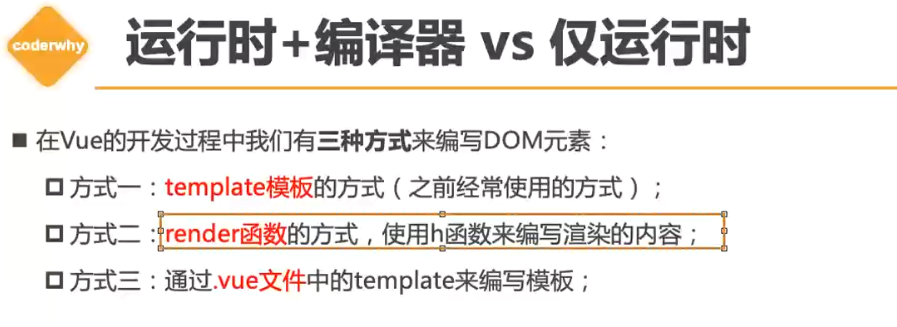 coderwhy
运行时+编译器 vs 仅运行时
在Vue的开发过程中我们有三种方式来编写DOM元素：
方式一：template模板的方式（之前经常使用的方式）；
方式二：render函数的方式，使用h函数来编写渲染的内容；
方式三：通过.vue文件中的template来编写模板；